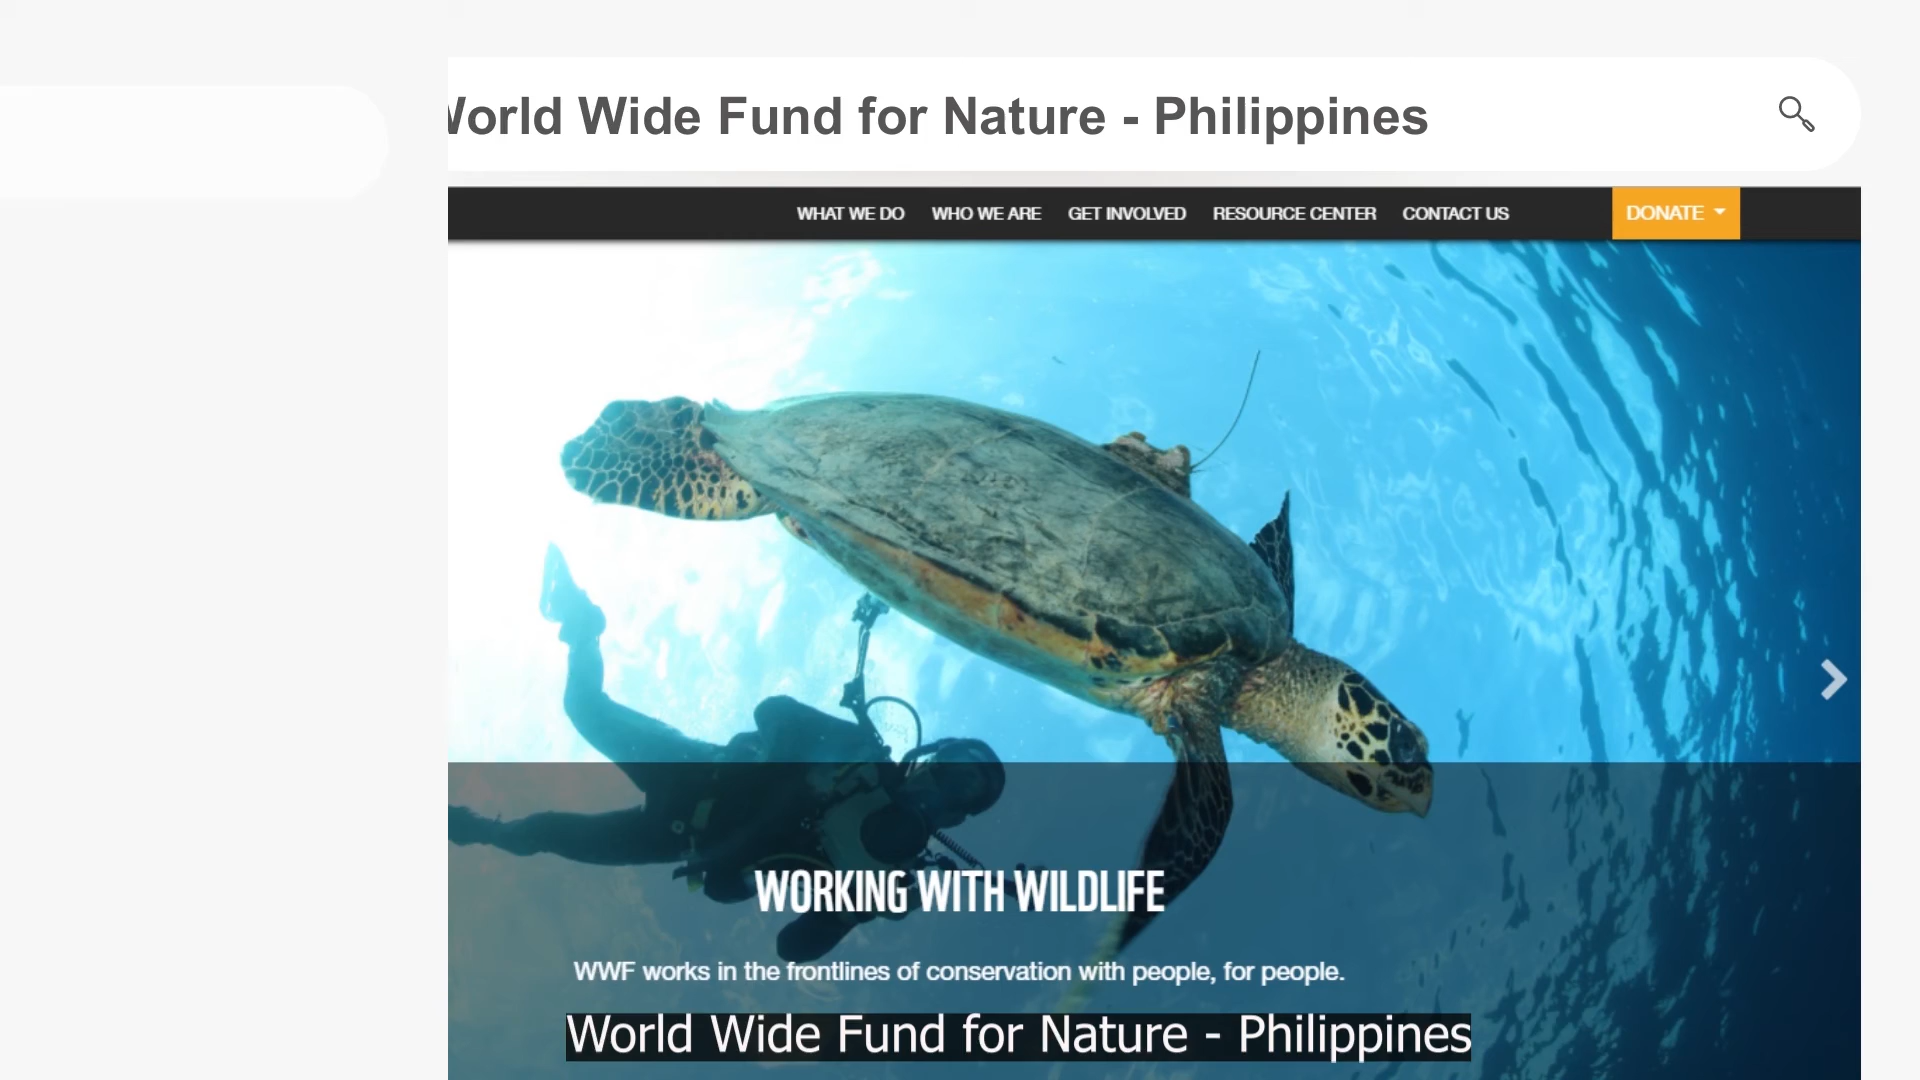 World Wide Fund for Nature - Philippines
WHAT WE DO WHO WE ARE GET INVOLVED RESOURCE CENTER CONTACT US DONATE
WORKING WITH WILDLIFE
WWF works in the frontlines of conservation with people, for people.
World Wide Fund for Nature - Philippines